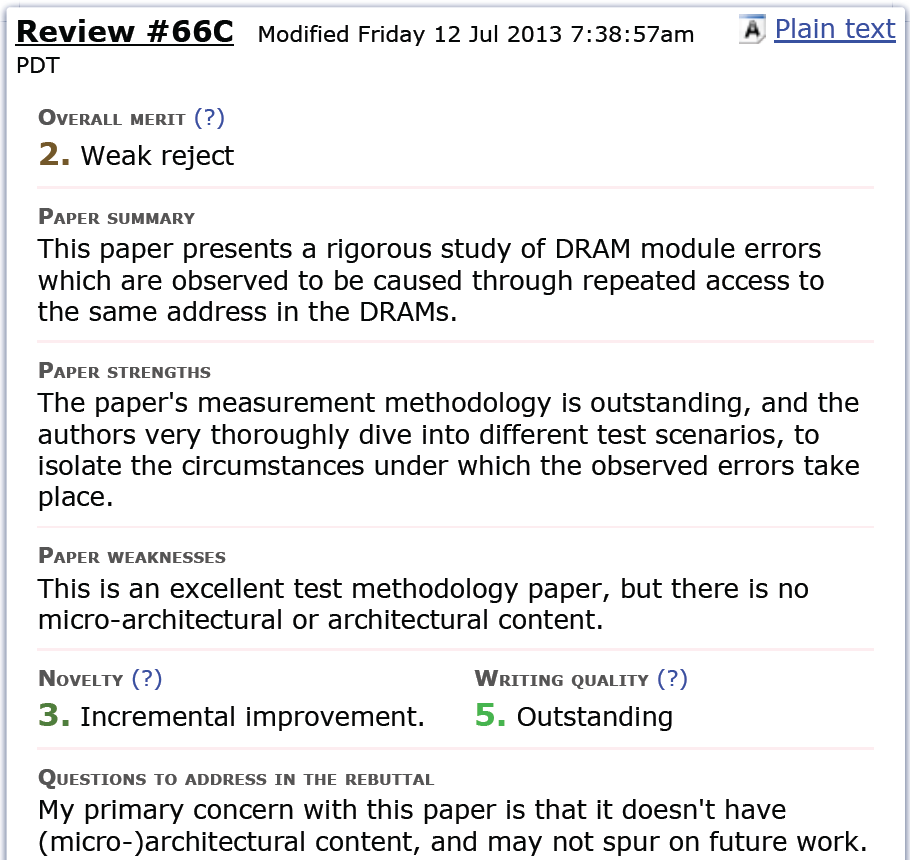 Review #66C Modified Friday 12 Jul 2013 7:38:57am A Plain text
PDT
OVERALL MERIT (?)
2. Weak reject
PAPER SUMMARY
This paper presents a rigorous study of DRAM module errors
which are observed to be caused through repeated access to
the same address in the DRAMs.
PAPER STRENGTHS
The paper's measurement methodology is outstanding, and the
authors very thoroughly dive into different test scenarios, to
isolate the circumstances under which the observed errors take
place.
PAPER WEAKNESSES
This is an excellent test methodology paper, but there is no
micro-architectural or architectural content.
NOVELTY (?) WRITING QUALITY (?)
3. Incremental improvement. 5. Outstanding
QUESTIONS TO ADDRESS IN THE REBUTTAL
My primary concern with this paper is that it doesn't have
(micro-)architectural content, and may not spur on future work.